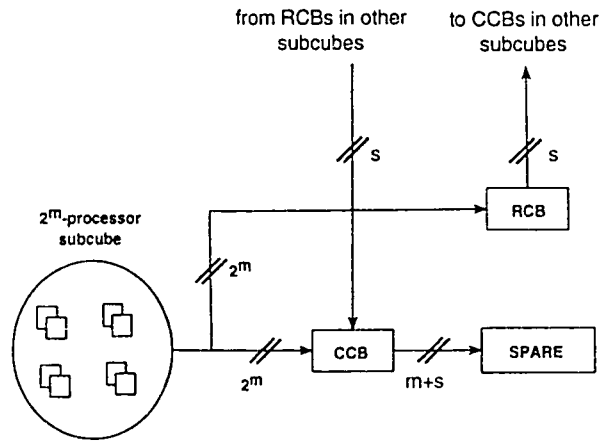 from RCBs in other
subcubes
to CCBs in other
subcubes
s
s
RCB
2ᵐ-processor
subcube
2ᵐ
2ᵐ
CCB
m+s
SPARE